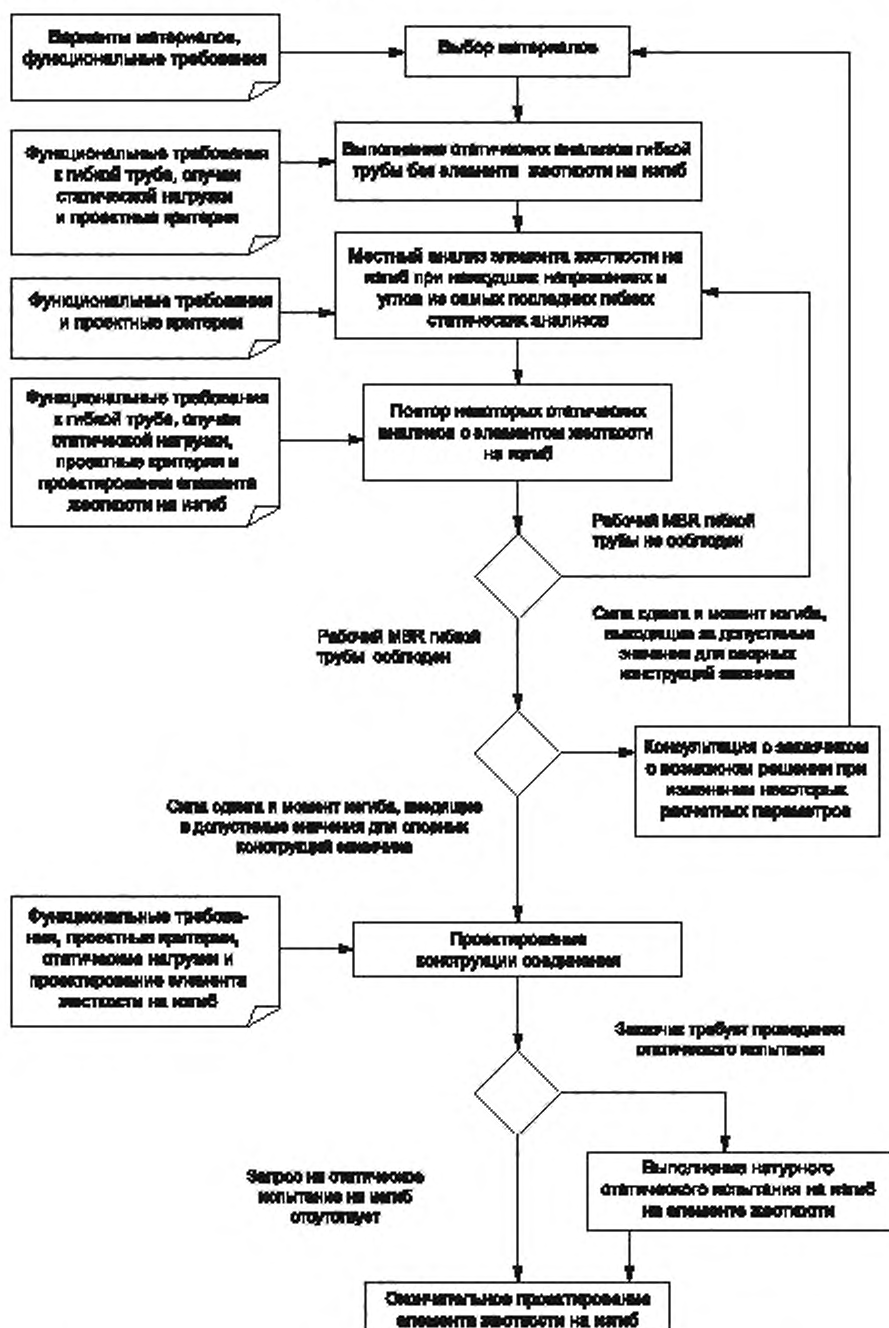 Варианты материалов,
функциональные требования
Выбор материалов
Функциональные требования
к гибкой трубе, случаи
статической нагрузки
и проектные критерии
Выполнение статических анализов гибкой
трубы без элемента жесткости на изгиб
Функциональные требования
и проектные критерии
Местный анализ элемента жесткости на
изгиб при наихудших напряжениях и
углов из самых последних гибких
статических анализов
Функциональные требования
к гибкой трубе, случаи
статической нагрузки,
проектные критерии и
проектирование элемента
жесткости на изгиб
Повтор некоторых статических
анализов с элементом жесткости
на изгиб
Рабочий MBR гибкой
трубы не соблюден
Рабочий MBR гибкой
трубы соблюден
Сила сдвига и момент изгиба,
выходящие за допустимые
значения для опорных
конструкций заказчика
Консультация с заказчиком
о возможном решении при
изменении некоторых
расчетных параметров
Сила сдвига и момент изгиба, входящие
в допустимые значения для опорных
конструкций заказчика
Функциональные требова-
ния, проектные критерии,
статические нагрузки и
проектирование элемента
жесткости на изгиб
Проектирование
конструкции соединения
Заказчик требует проведения
статического испытания
Запрос на статическое
испытание на изгиб
отсутствует
Выполнение натурного
статического испытания на изгиб
на элементе жесткости
Окончательное проектирование
элемента жесткости на изгиб